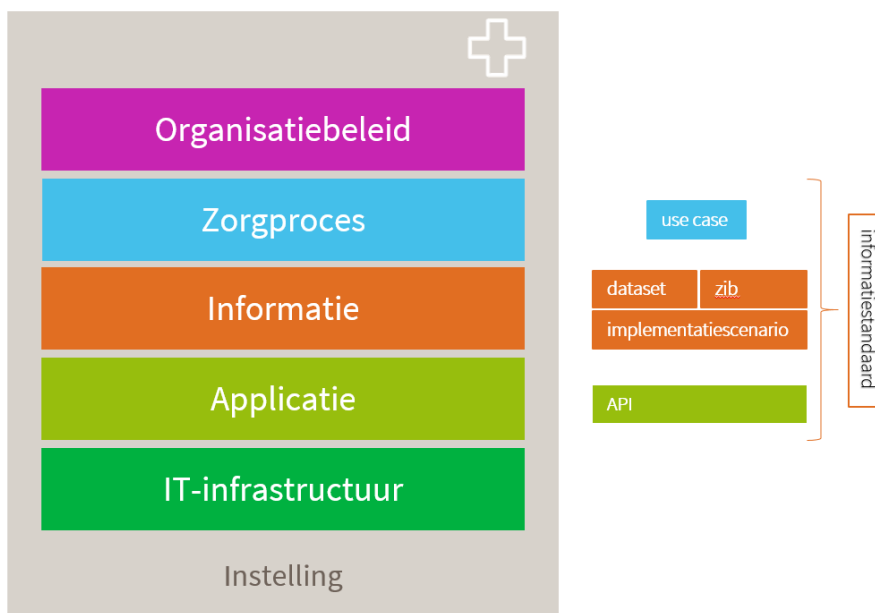 Organisatiebeleid
Zorgproces
Informatie
Applicatie
IT-infrastructuur
Instelling
use case
dataset
zib
implementatiescenario
API
informatiestandaard